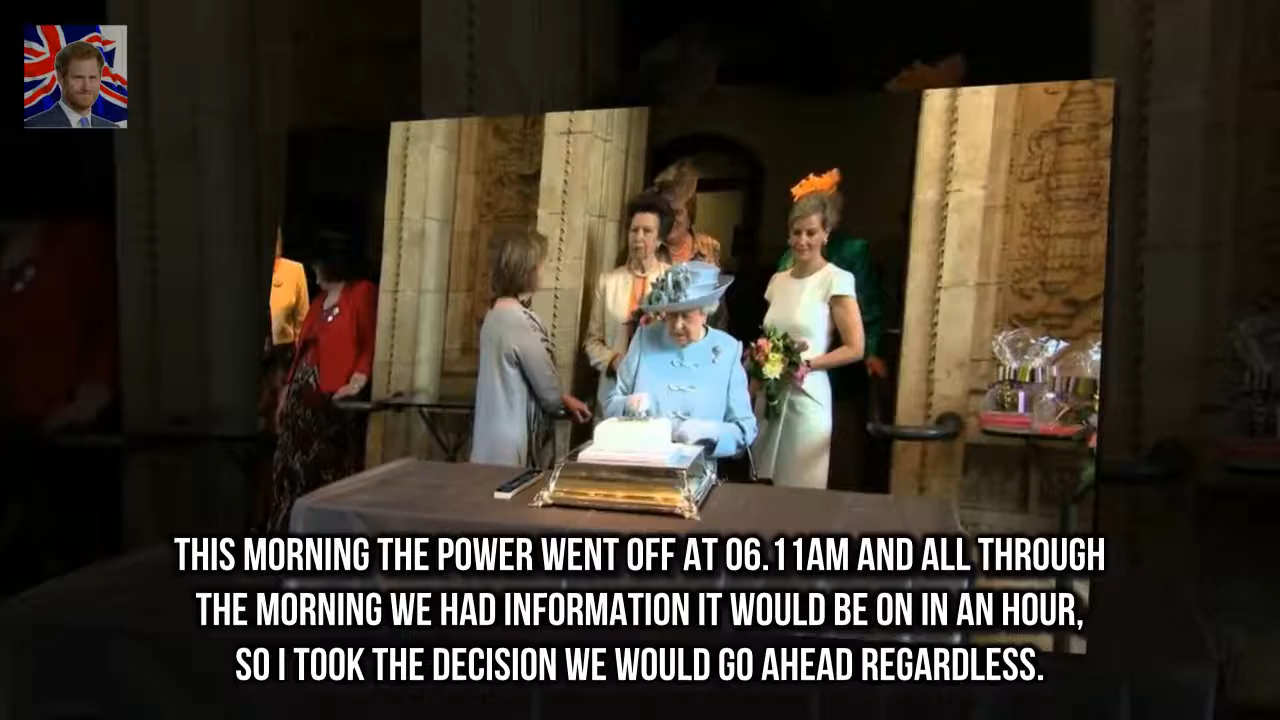 THIS MORNING THE POWER WENT OFF AT 06.11AM AND ALL THROUGH
THE MORNING WE HAD INFORMATION IT WOULD BE ON IN AN HOUR,
SO I TOOK THE DECISION WE WOULD GO AHEAD REGARDLESS.